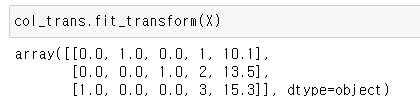 col_trans.fit_transform(X)
array([[0.0, 1.0, 0.0, 1, 10.1],
[0.0, 0.0, 1.0, 2, 13.5],
[1.0, 0.0, 0.0, 3, 15.3]], dtype=object)